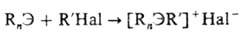 RₙЭ + R′Hal → [RₙЭR′]⁺Hal⁻